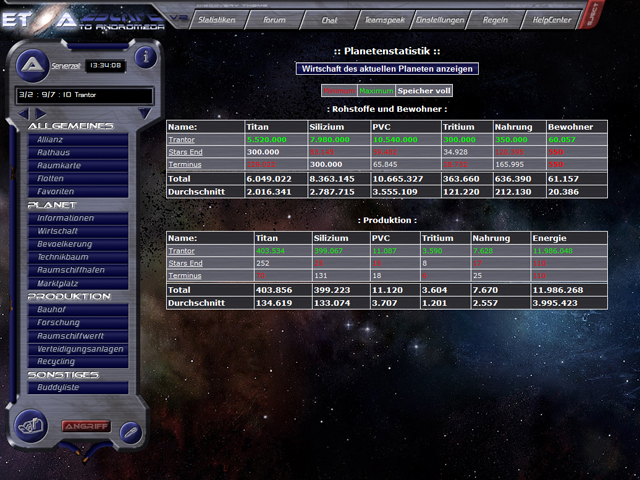 ETOA ESCAPE TO ANDROMEDA
Statistiken Forum Chat Teamspeak Einstellungen Regeln HelpCenter EJECT
Serverzeit: 13:34:08
3/2 : 9/7 : 10 Trantor
ALLGEMEINES
Allianz
Rathaus
Raumkarte
Flotten
Favoriten
PLANET
Informationen
Wirtschaft
Bevoelkerung
Technikbaum
Raumschiffhafen
Marktplatz
PRODUKTION
Bauhof
Forschung
Raumschiffwerft
Verteidigungsanlagen
Recycling
SONSTIGES
Buddyliste
ANGRIFF
:: Planetenstatistik ::
Wirtschaft des aktuellen Planeten anzeigen
Minimum Maximum Speicher voll
: Rohstoffe und Bewohner :
Name: Titan Silizium PVC Tritium Nahrung Bewohner
Trantor 5.520.000 7.980.000 10.540.000 300.000 350.000 60.057
Stars End 300.000 34.928
Terminus 300.000 65.845 165.995
Total 6.049.022 8.363.145 10.665.327 363.660 636.390 61.157
Durchschnitt 2.016.341 2.787.715 3.555.109 121.220 212.130 20.386
: Produktion :
Name: Titan Silizium PVC Tritium Nahrung Energie
Trantor 403.534 399.067 11.087 3.590 7.628 11.986.048
Stars End 252 8
Terminus 131 18 25
Total 403.856 399.223 11.120 3.604 7.670 11.986.268
Durchschnitt 134.619 133.074 3.707 1.201 2.557 3.995.423